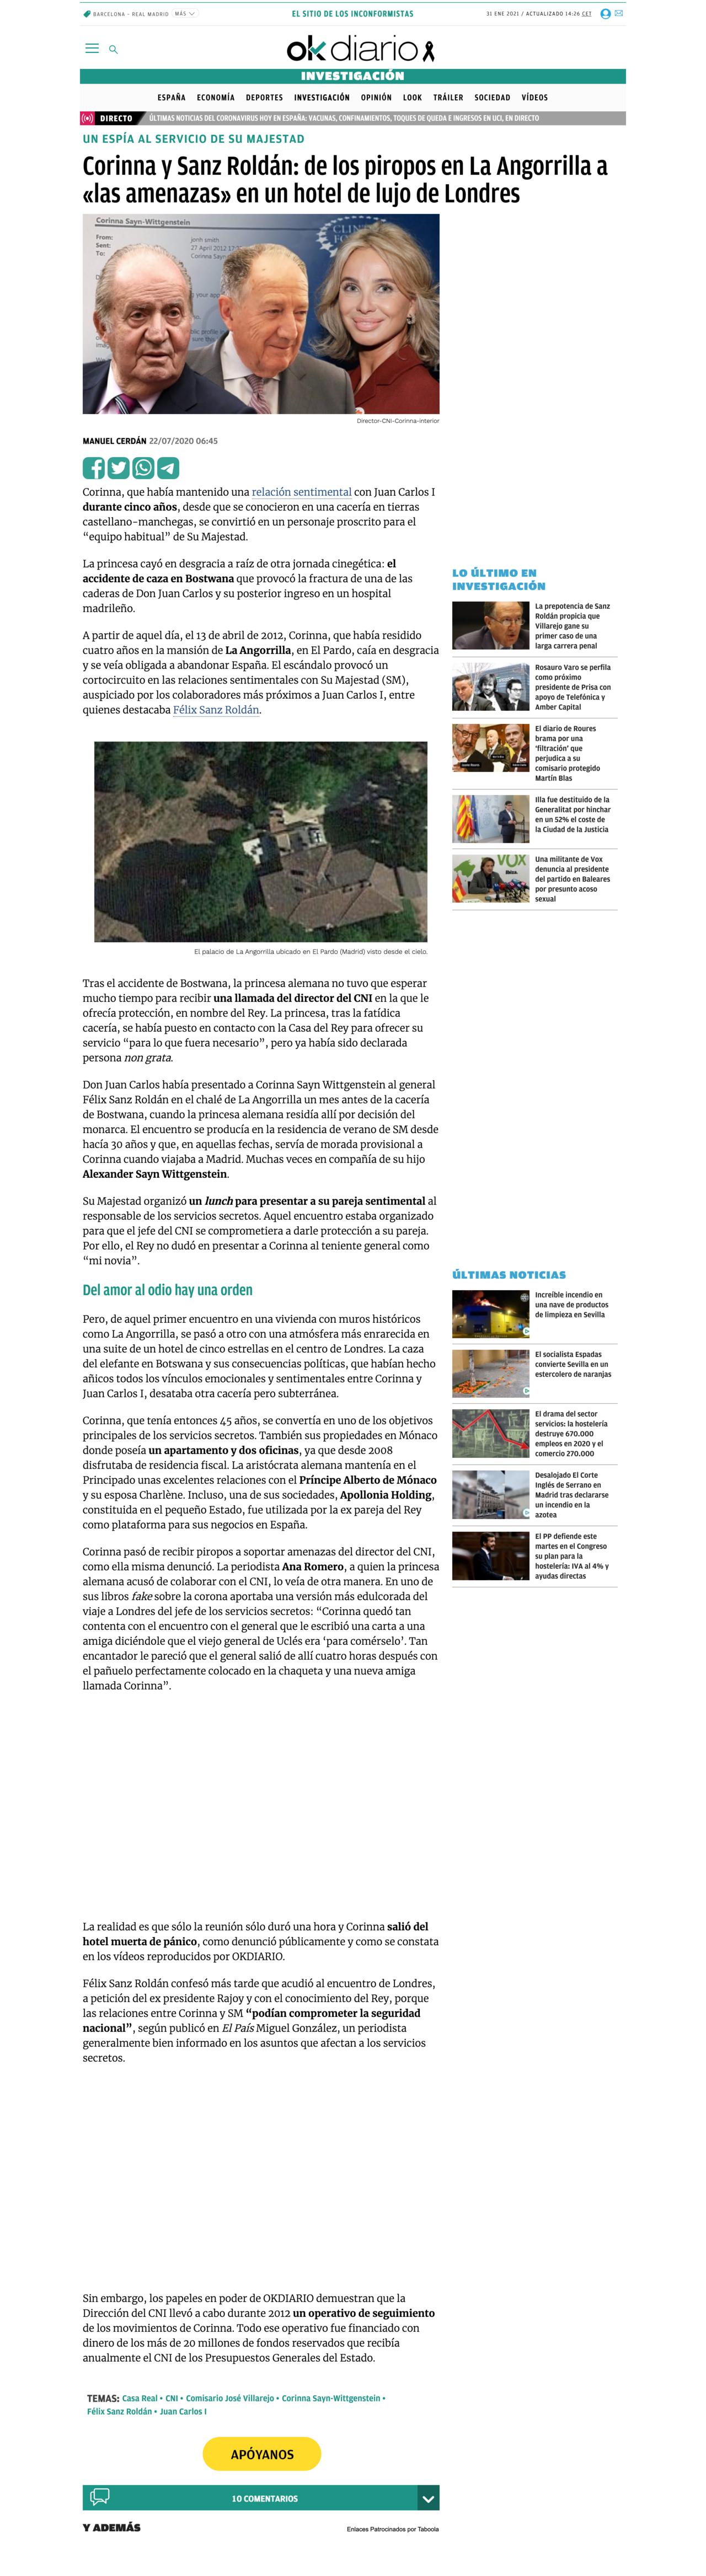 BARCELONA - REAL MADRID MÁS
EL SITIO DE LOS INCONFORMISTAS
31 ENE 2021 / ACTUALIZADO 14:26 CET
okdiario
INVESTIGACIÓN
ESPAÑA ECONOMÍA DEPORTES INVESTIGACIÓN OPINIÓN LOOK TRÁILER SOCIEDAD VÍDEOS
DIRECTO ÚLTIMAS NOTICIAS DEL CORONAVIRUS HOY EN ESPAÑA: VACUNAS, CONFINAMIENTOS, TOQUES DE QUEDA E INGRESOS EN UCI, EN DIRECTO
UN ESPÍA AL SERVICIO DE SU MAJESTAD
Corinna y Sanz Roldán: de los piropos en La Angorrilla a
«las amenazas» en un hotel de lujo de Londres
Corinna Sayn-Wittgenstein
From:
Sent:
To:
jonh smith
27 April 2012 17
Corinna Sayn
Director-CNI-Corinna-interior
MANUEL CERDÁN 22/07/2020 06:45
Corinna, que había mantenido una relación sentimental con Juan Carlos I
durante cinco años, desde que se conocieron en una cacería en tierras
castellano-manchegas, se convirtió en un personaje proscrito para el
“equipo habitual” de Su Majestad.
La princesa cayó en desgracia a raíz de otra jornada cinegética: el
accidente de caza en Bostwana que provocó la fractura de una de las
caderas de Don Juan Carlos y su posterior ingreso en un hospital
madrileño.
A partir de aquel día, el 13 de abril de 2012, Corinna, que había residido
cuatro años en la mansión de La Angorrilla, en El Pardo, caía en desgracia
y se veía obligada a abandonar España. El escándalo provocó un
cortocircuito en las relaciones sentimentales con Su Majestad (SM),
auspiciado por los colaboradores más próximos a Juan Carlos I, entre
quienes destacaba Félix Sanz Roldán.
El palacio de La Angorrilla ubicado en El Pardo (Madrid) visto desde el cielo.
Tras el accidente de Bostwana, la princesa alemana no tuvo que esperar
mucho tiempo para recibir una llamada del director del CNI en la que le
ofrecía protección, en nombre del Rey. La princesa, tras la fatídica
cacería, se había puesto en contacto con la Casa del Rey para ofrecer su
servicio “para lo que fuera necesario”, pero ya había sido declarada
persona non grata.
Don Juan Carlos había presentado a Corinna Sayn Wittgenstein al general
Félix Sanz Roldán en el chalé de La Angorrilla un mes antes de la cacería
de Bostwana, cuando la princesa alemana residía allí por decisión del
monarca. El encuentro se producía en la residencia de verano de SM desde
hacía 30 años y que, en aquellas fechas, servía de morada provisional a
Corinna cuando viajaba a Madrid. Muchas veces en compañía de su hijo
Alexander Sayn Wittgenstein.
Su Majestad organizó un lunch para presentar a su pareja sentimental al
responsable de los servicios secretos. Aquel encuentro estaba organizado
para que el jefe del CNI se comprometiera a darle protección a su pareja.
Por ello, el Rey no dudó en presentar a Corinna al teniente general como
“mi novia”.
Del amor al odio hay una orden
Pero, de aquel primer encuentro en una vivienda con muros históricos
como La Angorrilla, se pasó a otro con una atmósfera más enrarecida en
una suite de un hotel de cinco estrellas en el centro de Londres. La caza
del elefante en Botswana y sus consecuencias políticas, que habían hecho
añicos todos los vínculos emocionales y sentimentales entre Corinna y
Juan Carlos I, desataba otra cacería pero subterránea.
Corinna, que tenía entonces 45 años, se convertía en uno de los objetivos
principales de los servicios secretos. También sus propiedades en Mónaco
donde poseía un apartamento y dos oficinas, ya que desde 2008
disfrutaba de residencia fiscal. La aristócrata alemana mantenía en el
Principado unas excelentes relaciones con el Príncipe Alberto de Mónaco
y su esposa Charlène. Incluso, una de sus sociedades, Apollonia Holding,
constituida en el pequeño Estado, fue utilizada por la ex pareja del Rey
como plataforma para sus negocios en España.
Corinna pasó de recibir piropos a soportar amenazas del director del CNI,
como ella misma denunció. La periodista Ana Romero, a quien la princesa
alemana acusó de colaborar con el CNI, lo veía de otra manera. En uno de
sus libros fake sobre la corona aportaba una versión más edulcorada del
viaje a Londres del jefe de los servicios secretos: “Corinna quedó tan
contenta con el encuentro con el general que le escribió una carta a una
amiga diciéndole que el viejo general de Uclés era ‘para comérselo’. Tan
encantador le pareció que el general salió de allí cuatro horas después con
el pañuelo perfectamente colocado en la chaqueta y una nueva amiga
llamada Corinna”.
La realidad es que sólo la reunión sólo duró una hora y Corinna salió del
hotel muerta de pánico, como denunció públicamente y como se constata
en los vídeos reproducidos por OKDIARIO.
Félix Sanz Roldán confesó más tarde que acudió al encuentro de Londres,
a petición del ex presidente Rajoy y con el conocimiento del Rey, porque
las relaciones entre Corinna y SM “podían comprometer la seguridad
nacional”, según publicó en El País Miguel González, un periodista
generalmente bien informado en los asuntos que afectan a los servicios
secretos.
Sin embargo, los papeles en poder de OKDIARIO demuestran que la
Dirección del CNI llevó a cabo durante 2012 un operativo de seguimiento
de los movimientos de Corinna. Todo ese operativo fue financiado con
dinero de los más de 20 millones de fondos reservados que recibía
anualmente el CNI de los Presupuestos Generales del Estado.
TEMAS: Casa Real • CNI • Comisario José Villarejo • Corinna Sayn-Wittgenstein •
Félix Sanz Roldán • Juan Carlos I
APÓYANOS
10 COMENTARIOS
Y ADEMÁS
Enlaces Patrocinados por Taboola
LO ÚLTIMO EN
INVESTIGACIÓN
La prepotencia de Sanz
Roldán propicia que
Villarejo gane su
primer caso de una
larga carrera penal
Rosauro Varo se perfila
como próximo
presidente de Prisa con
apoyo de Telefónica y
Amber Capital
El diario de Roures
brama por una
‘filtración’ que
perjudica a su
comisario protegido
Martín Blas
Illa fue destituido de la
Generalitat por hinchar
en un 52% el coste de
la Ciudad de la Justicia
VOX
Ibiza
Una militante de Vox
denuncia al presidente
del partido en Baleares
por presunto acoso
sexual
ÚLTIMAS NOTICIAS
Increíble incendio en
una nave de productos
de limpieza en Sevilla
El socialista Espadas
convierte Sevilla en un
estercolero de naranjas
El drama del sector
servicios: la hostelería
destruye 670.000
empleos en 2020 y el
comercio 270.000
Desalojado El Corte
Inglés de Serrano en
Madrid tras declararse
un incendio en la
azotea
El PP defiende este
martes en el Congreso
su plan para la
hostelería: IVA al 4% y
ayudas directas